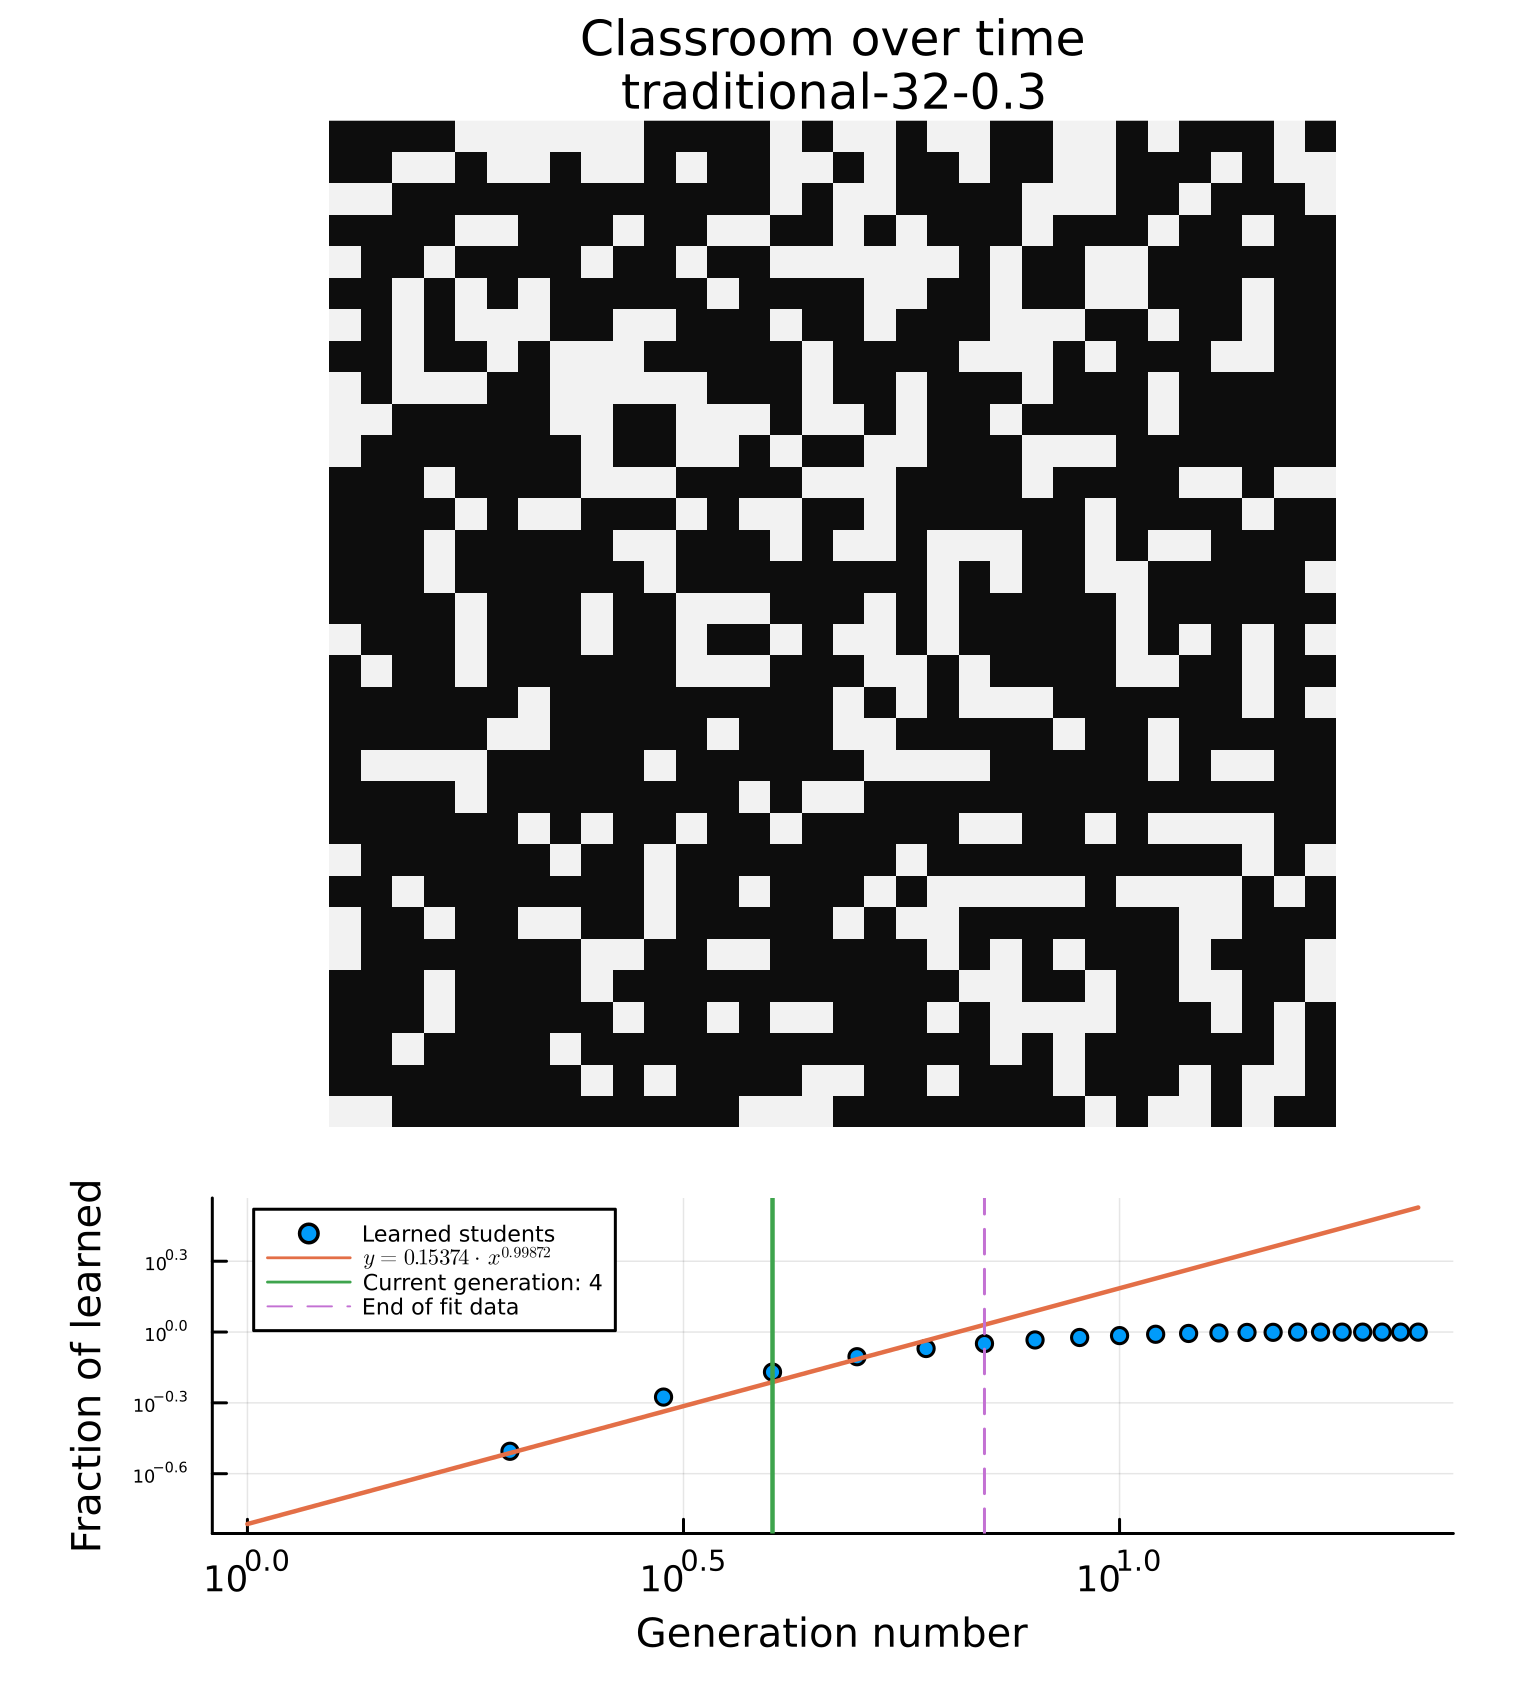 Classroom over time
traditional-32-0.3
Fraction of learned
10^0.3
10^0.0
10^−0.3
10^−0.6
Learned students
y = 0.15374 · x^0.99872
Current generation: 4
End of fit data
10^0.0
10^0.5
10^1.0
Generation number